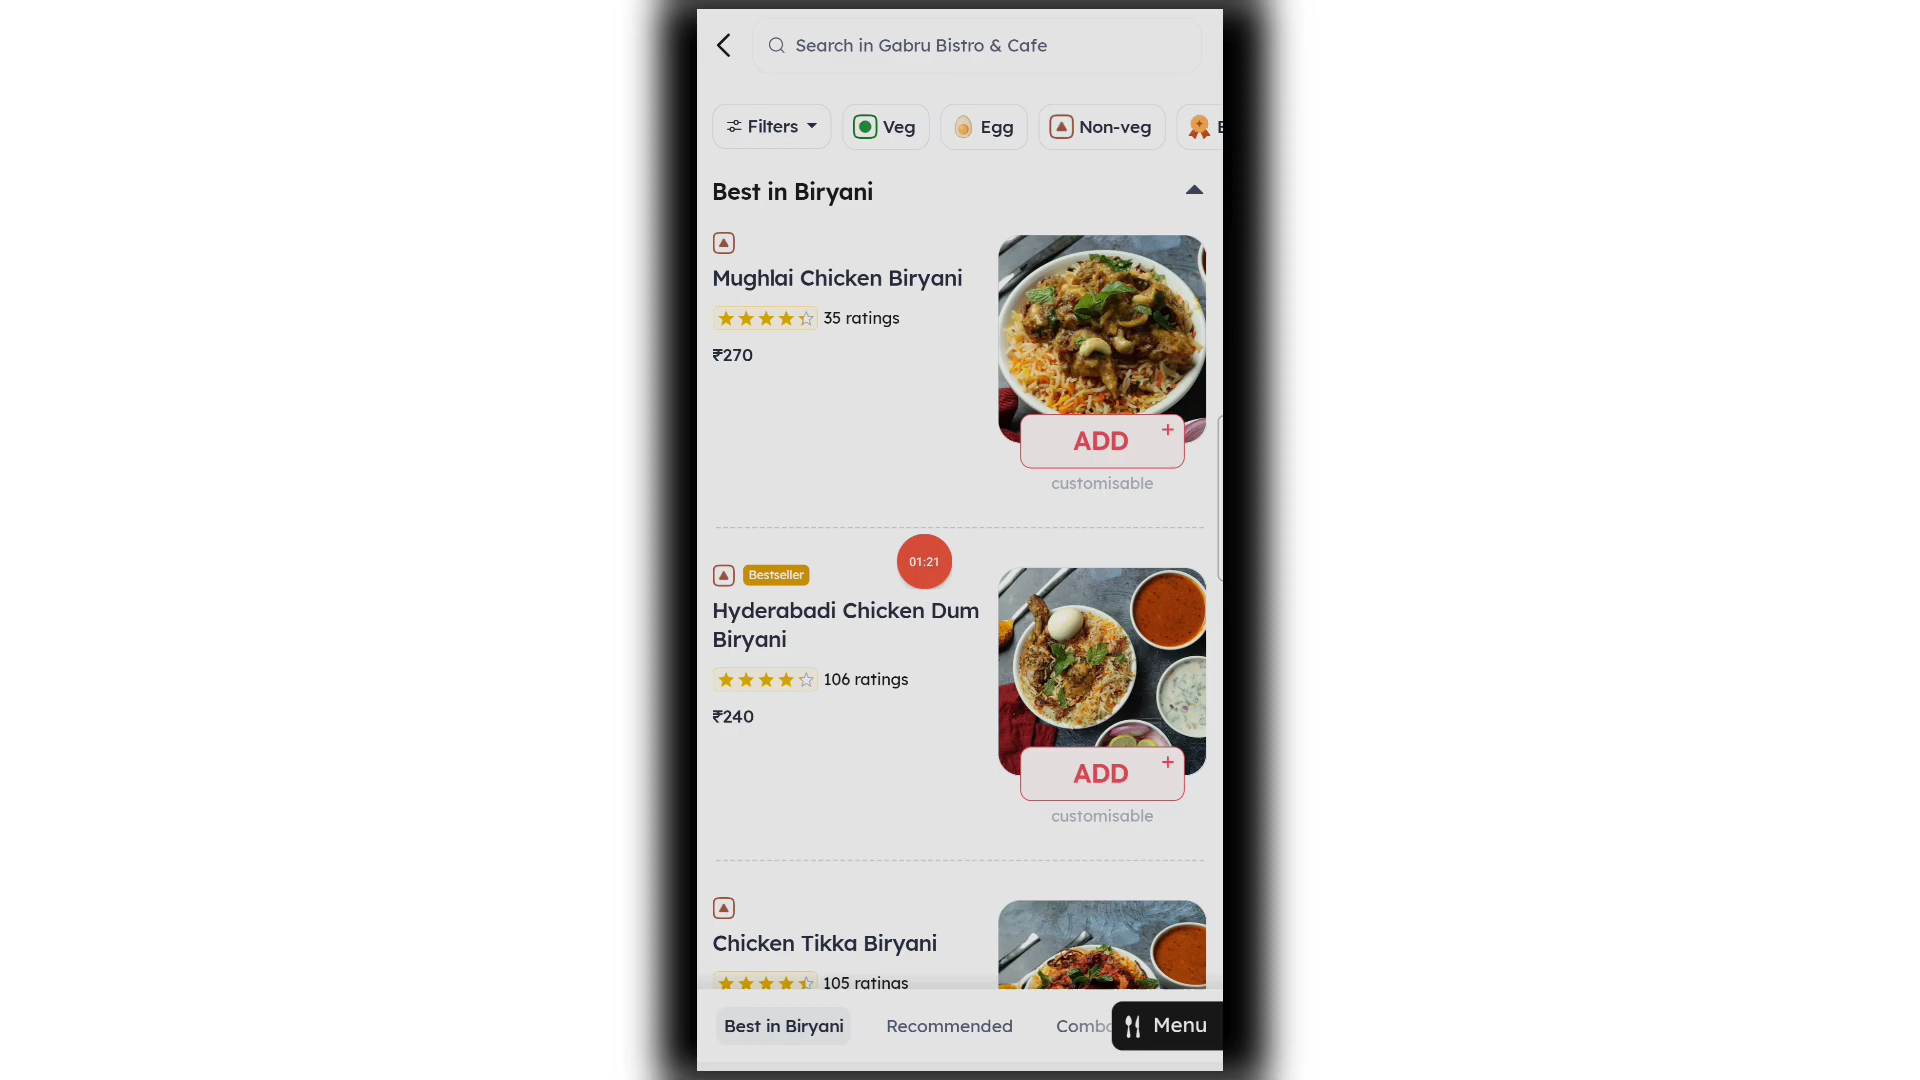 Search in Gabru Bistro & Cafe
Filters Veg Egg Non-veg
Best in Biryani
Mughlai Chicken Biryani
35 ratings
₹270
ADD +
customisable
01:21
Bestseller
Hyderabadi Chicken Dum
Biryani
106 ratings
₹240
ADD +
customisable
Chicken Tikka Biryani
105 ratings
Best in Biryani Recommended Combo Menu